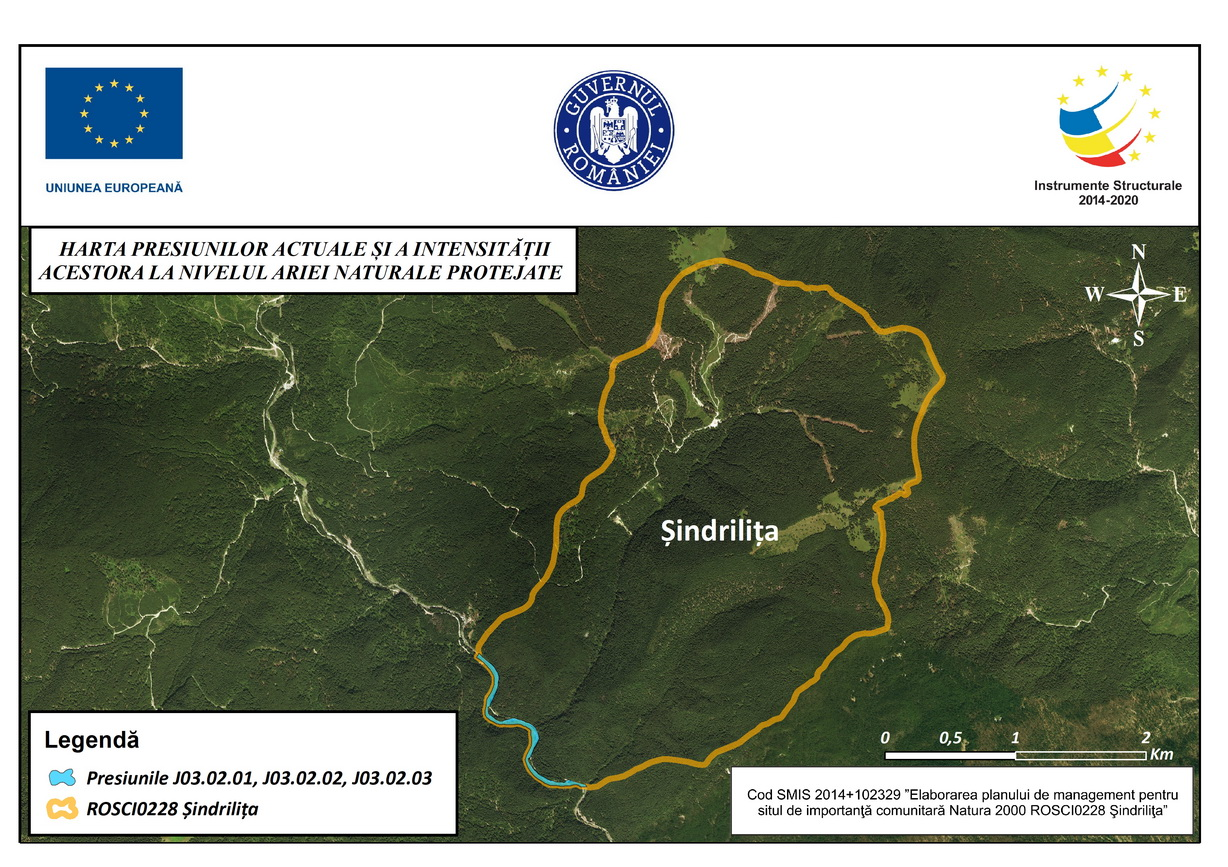 UNIUNEA EUROPEANĂ
GUVERNUL
ROMÂNIEI
Instrumente Structurale
2014-2020
HARTA PRESIUNILOR ACTUALE ȘI A INTENSITĂȚII
ACESTORA LA NIVELUL ARIEI NATURALE PROTEJATE
N
W E
S
Șindrilița
Legendă
Presiunile J03.02.01, J03.02.02, J03.02.03
ROSCI0228 Șindrilița
0 0,5 1 2
Km
Cod SMIS 2014+102329 ”Elaborarea planului de management pentru
situl de importanţă comunitară Natura 2000 ROSCI0228 Şindriliţa”